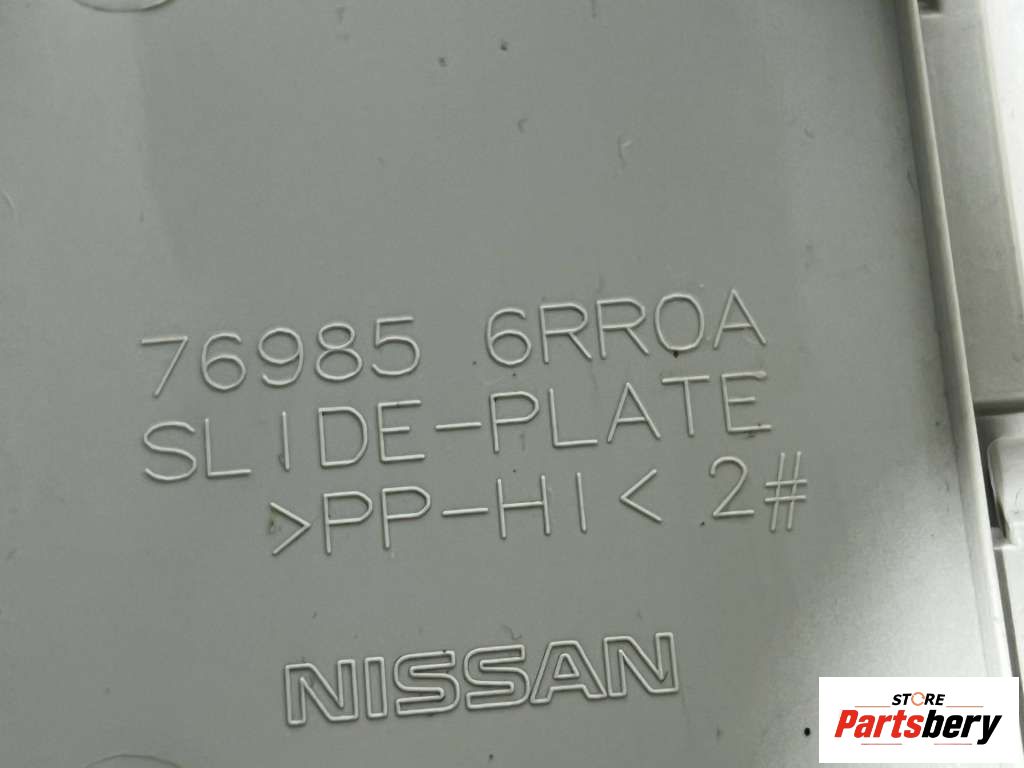 76985 6RR0A
SLIDE-PLATE
>PP-HI< 2#
NISSAN
STORE
Partsbery